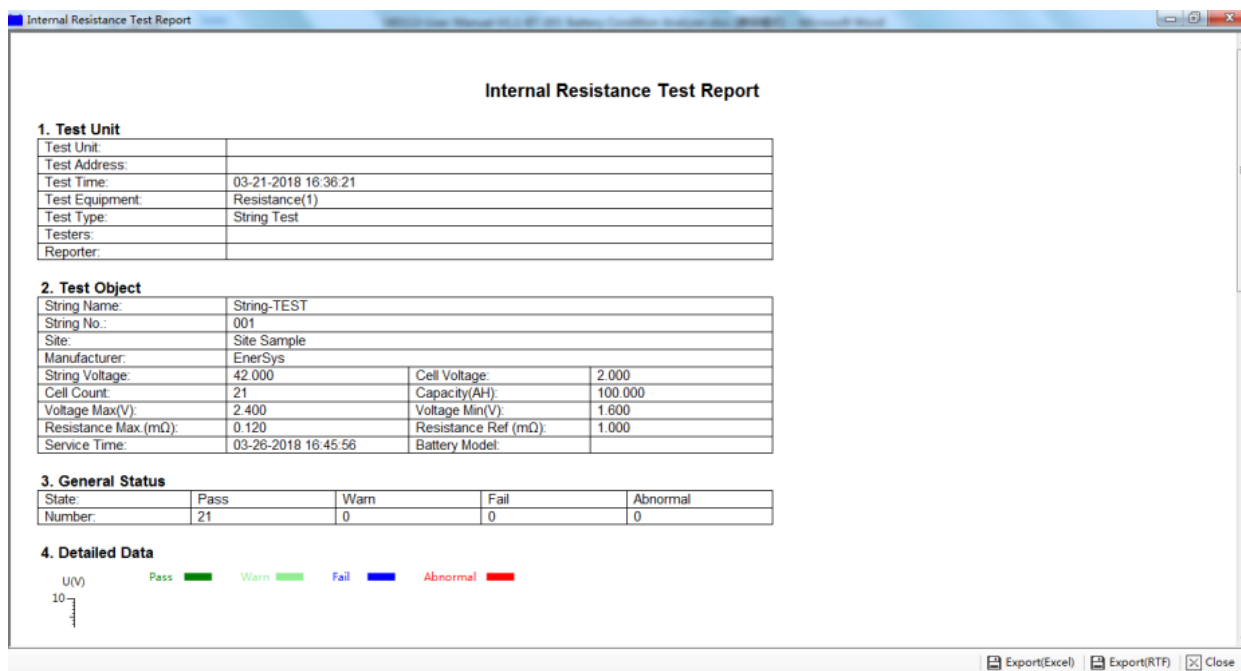 Internal Resistance Test Report
Internal Resistance Test Report
1. Test Unit
Test Unit:
Test Address:
Test Time: 03-21-2018 16:36:21
Test Equipment: Resistance(1)
Test Type: String Test
Testers:
Reporter:
2. Test Object
String Name: String-TEST
String No.: 001
Site: Site Sample
Manufacturer: EnerSys
String Voltage: 42.000 Cell Voltage: 2.000
Cell Count: 21 Capacity(AH): 100.000
Voltage Max(V): 2.400 Voltage Min(V): 1.600
Resistance Max.(mΩ): 0.120 Resistance Ref (mΩ): 1.000
Service Time: 03-26-2018 16:45:56 Battery Model:
3. General Status
State: Pass Warn Fail Abnormal
Number: 21 0 0 0
4. Detailed Data
U(V) Pass Warn Fail Abnormal
10
Export(Excel) Export(RTF) Close